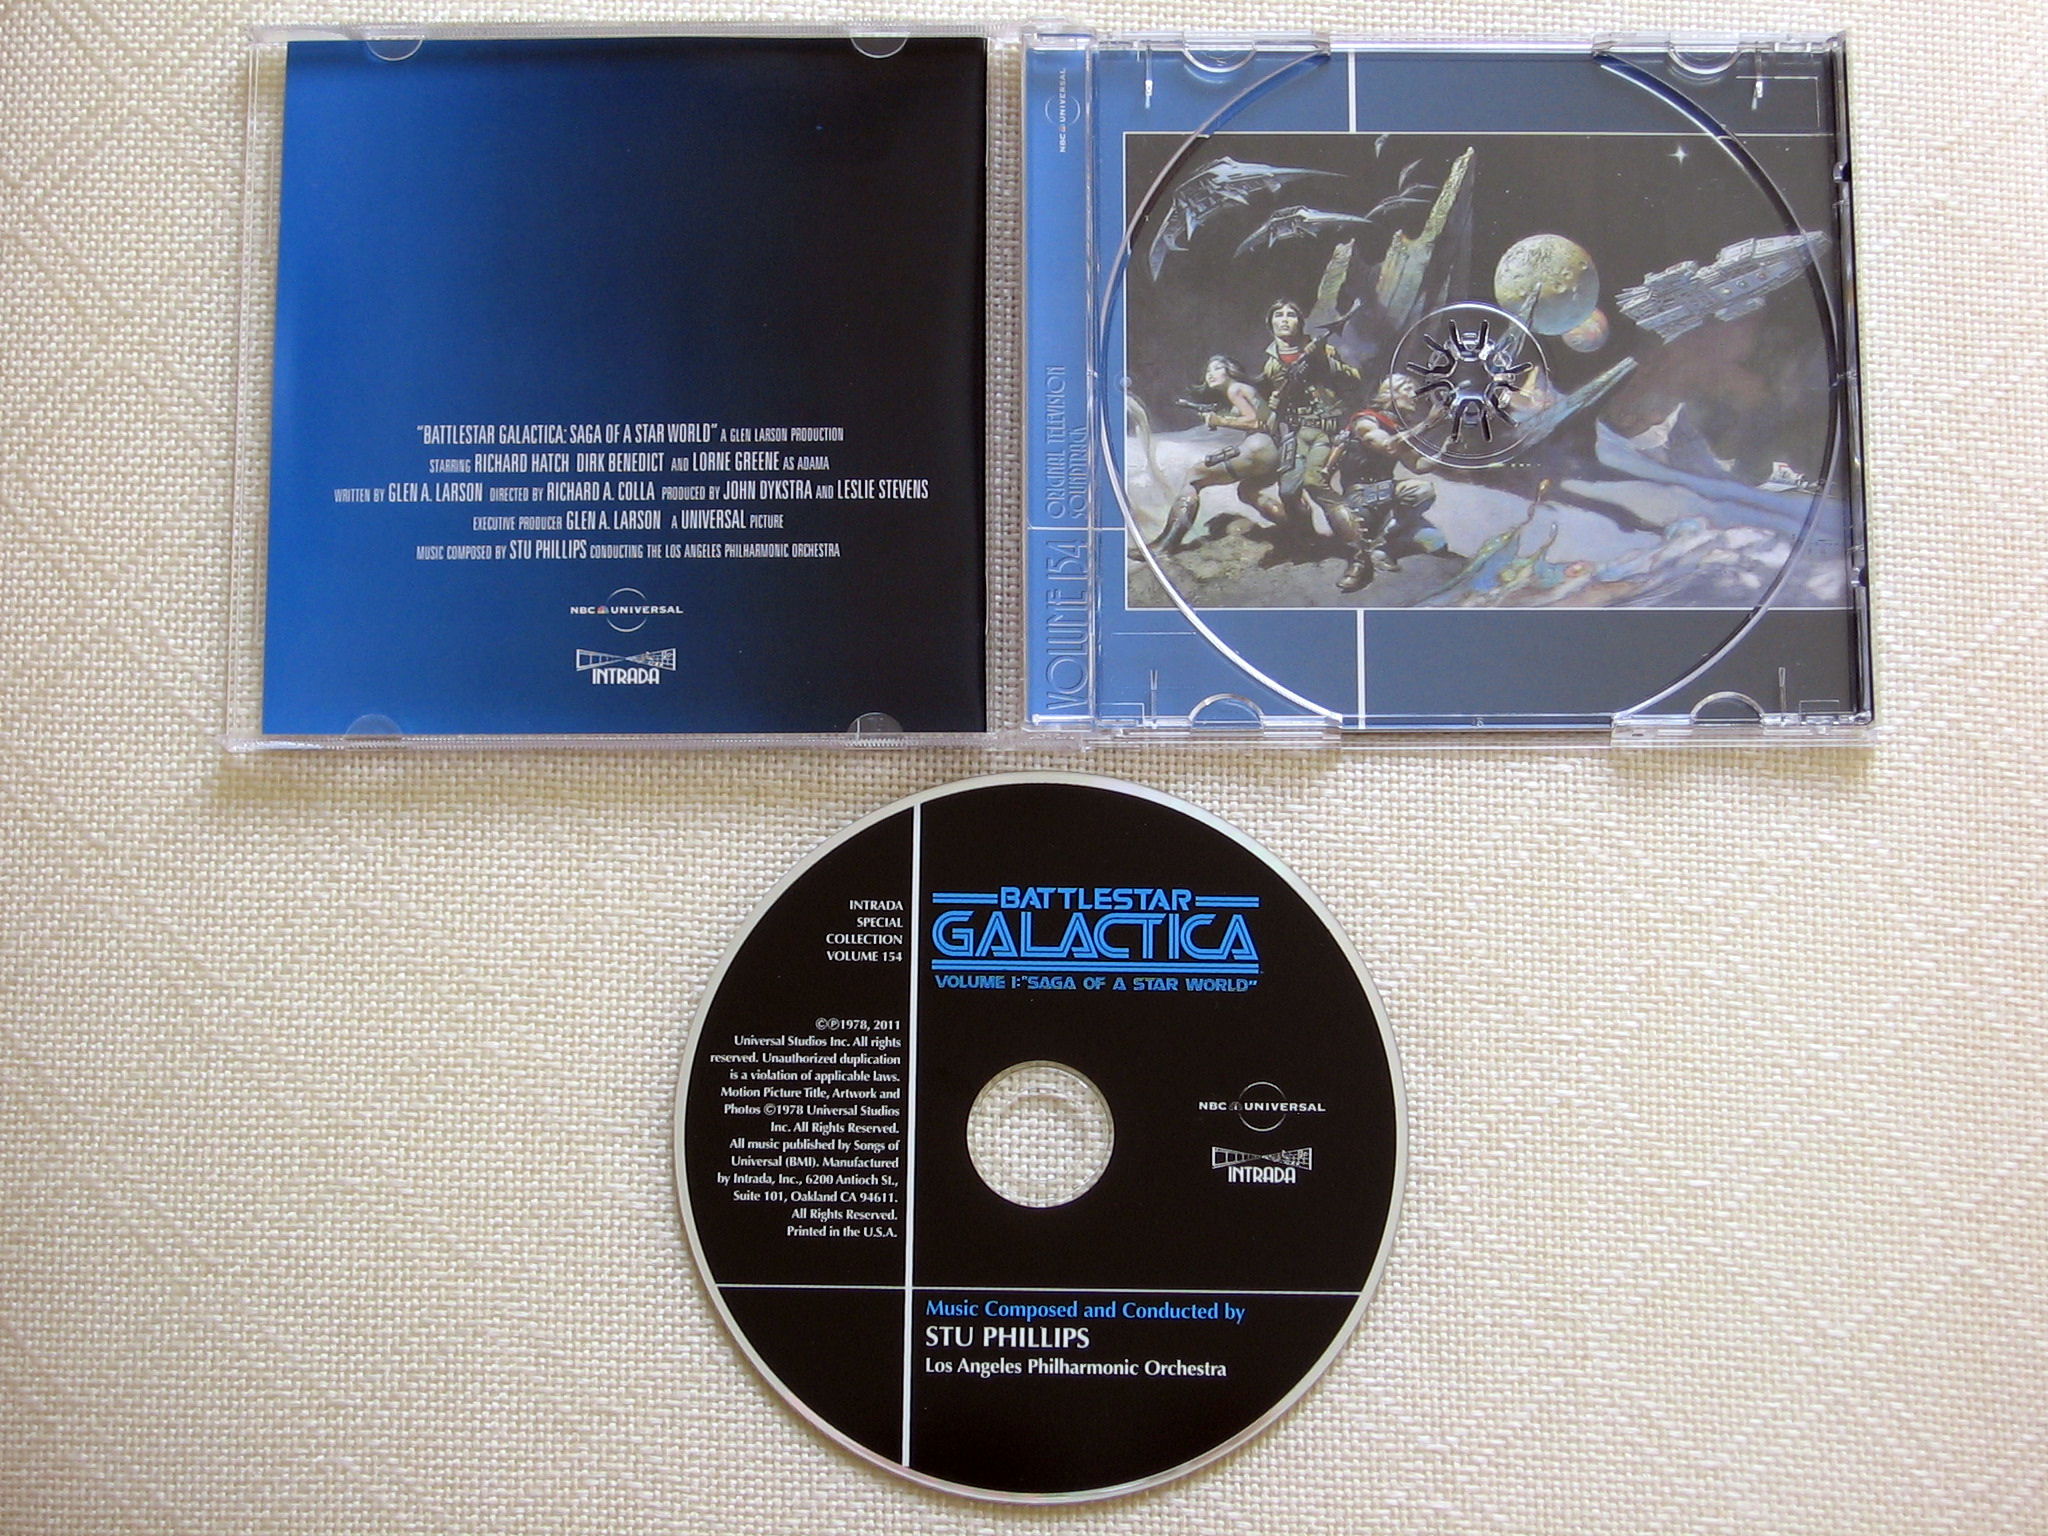 "BATTLESTAR GALACTICA: SAGA OF A STAR WORLD" A GLEN LARSON PRODUCTION
STARRING RICHARD HATCH DIRK BENEDICT AND LORNE GREENE AS ADAMA
WRITTEN BY GLEN A. LARSON DIRECTED BY RICHARD A. COLLA PRODUCED BY JOHN DYKSTRA AND LESLIE STEVENS
EXECUTIVE PRODUCER GLEN A. LARSON A UNIVERSAL PICTURE
MUSIC COMPOSED BY STU PHILLIPS CONDUCTING THE LOS ANGELES PHILHARMONIC ORCHESTRA
NBC UNIVERSAL
INTRADA
VOLUME 154
ORIGINAL TELEVISION
SOUNDTRACK
NBC UNIVERSAL
INTRADA
SPECIAL
COLLECTION
VOLUME 154
©℗1978, 2011
Universal Studios Inc. All rights
reserved. Unauthorized duplication
is a violation of applicable laws.
Motion Picture Title, Artwork and
Photos ©1978 Universal Studios
Inc. All Rights Reserved.
All music published by Songs of
Universal (BMI). Manufactured
by Intrada, Inc., 6200 Antioch St.,
Suite 101, Oakland CA 94611.
All Rights Reserved.
Printed in the U.S.A.
BATTLESTAR
GALACTICA
VOLUME 1: "SAGA OF A STAR WORLD"
NBC UNIVERSAL
INTRADA
Music Composed and Conducted by
STU PHILLIPS
Los Angeles Philharmonic Orchestra